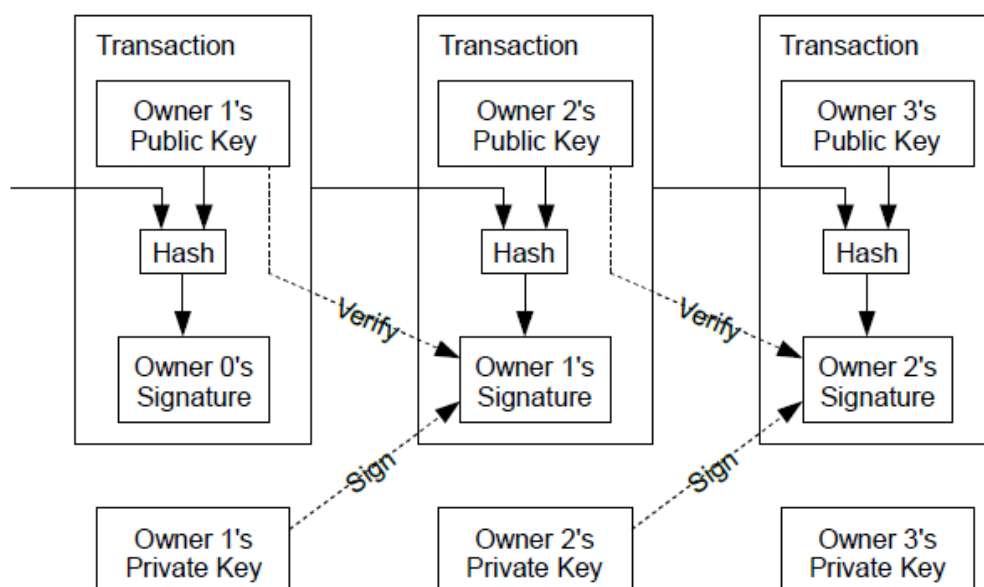 Transaction
Owner 1's
Public Key
Hash
Owner 0's
Signature
Transaction
Owner 2's
Public Key
Hash
Owner 1's
Signature
Transaction
Owner 3's
Public Key
Hash
Owner 2's
Signature
Verify
Verify
Sign
Sign
Owner 1's
Private Key
Owner 2's
Private Key
Owner 3's
Private Key